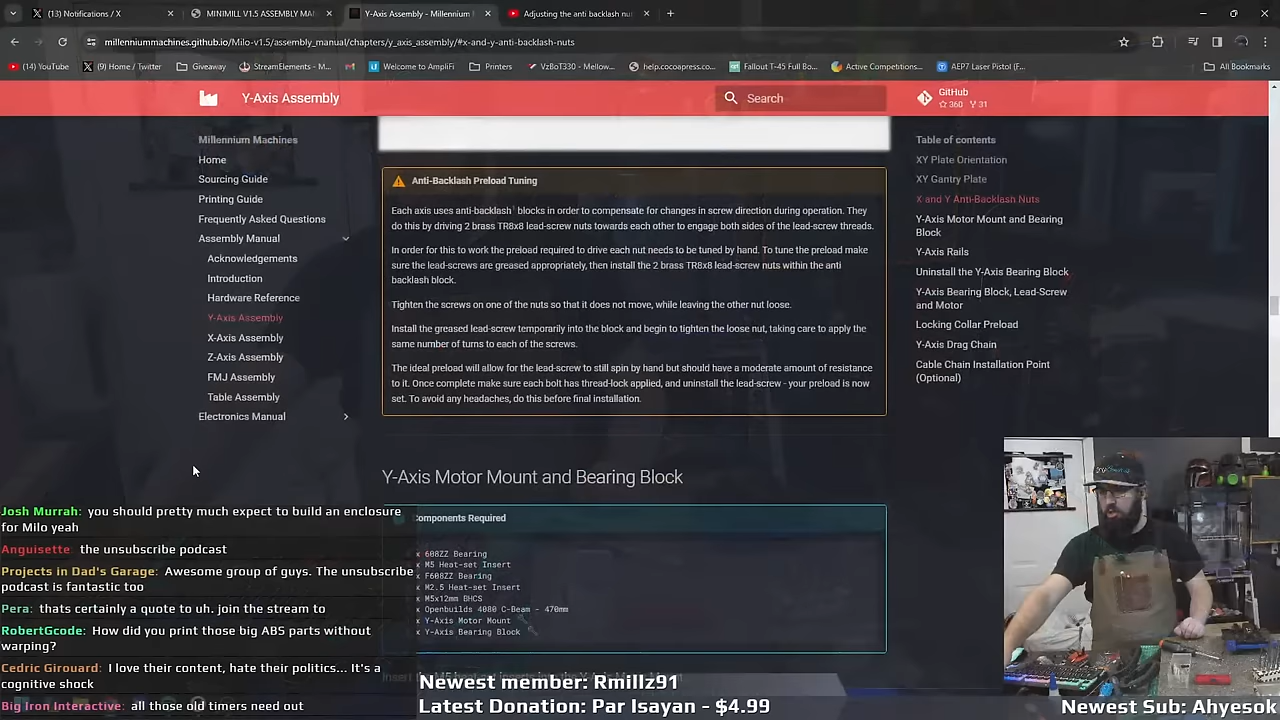 (13) Notifications / X
MINIMILL V1.5 ASSEMBLY MA
Y-Axis Assembly - Millennium
Adjusting the anti backlash nu
millenniummachines.github.io/Milo-v1.5/assembly_manual/chapters/y_axis_assembly/#x-and-y-anti-backlash-nuts
(14) YouTube
(9) Home / Twitter
Giveaway
StreamElements - M...
Welcome to AmpliFi
Printers
VzBoT330 - Mellow...
help.cocoapress.co...
Fallout T-45 Full Bo...
Active Competitions...
AEP7 Laser Pistol (F...
All Bookmarks
Y-Axis Assembly
Search
GitHub
360 31
Millennium Machines
Home
Sourcing Guide
Printing Guide
Frequently Asked Questions
Assembly Manual
Acknowledgements
Introduction
Hardware Reference
Y-Axis Assembly
X-Axis Assembly
Z-Axis Assembly
FMJ Assembly
Table Assembly
Electronics Manual
Anti-Backlash Preload Tuning
Each axis uses anti-backlash blocks in order to compensate for changes in screw direction during operation. They
do this by driving 2 brass TR8x8 lead-screw nuts towards each other to engage both sides of the lead-screw threads.
In order for this to work the preload required to drive each nut needs to be tuned by hand. To tune the preload make
sure the lead-screws are greased appropriately, then install the 2 brass TR8x8 lead-screw nuts within the anti
backlash block.
Tighten the screws on one of the nuts so that it does not move, while leaving the other nut loose.
Install the greased lead-screw temporarily into the block and begin to tighten the loose nut, taking care to apply the
same number of turns to each of the screws.
The ideal preload will allow for the lead-screw to still spin by hand but should have a moderate amount of resistance
to it. Once complete make sure each bolt has thread-lock applied, and uninstall the lead-screw - your preload is now
set. To avoid any headaches, do this before final installation.
Y-Axis Motor Mount and Bearing Block
Components Required
x 608ZZ Bearing
x M5 Heat-set Insert
x F608ZZ Bearing
x M2.5 Heat-set Insert
x M5x12mm BHCS
x Openbuilds 4080 C-Beam - 470mm
x Y-Axis Motor Mount
x Y-Axis Bearing Block
Table of contents
XY Plate Orientation
XY Gantry Plate
X and Y Anti-Backlash Nuts
Y-Axis Motor Mount and Bearing
Block
Y-Axis Rails
Uninstall the Y-Axis Bearing Block
Y-Axis Bearing Block, Lead-Screw
and Motor
Locking Collar Preload
Y-Axis Drag Chain
Cable Chain Installation Point
(Optional)
Josh Murrah: you should pretty much expect to build an enclosure
for Milo yeah
Anguisette: the unsubscribe podcast
Projects in Dad's Garage: Awesome group of guys. The unsubscribe
podcast is fantastic too
Pera: thats certainly a quote to uh. join the stream to
RobertGcode: How did you print those big ABS parts without
warping?
Cedric Girouard: I love their content, hate their politics... It's a
cognitive shock
Big Iron Interactive: all those old timers need out
Newest member: Rmillz91
Latest Donation: Par Isayan - $4.99
Newest Sub: Ahyesok